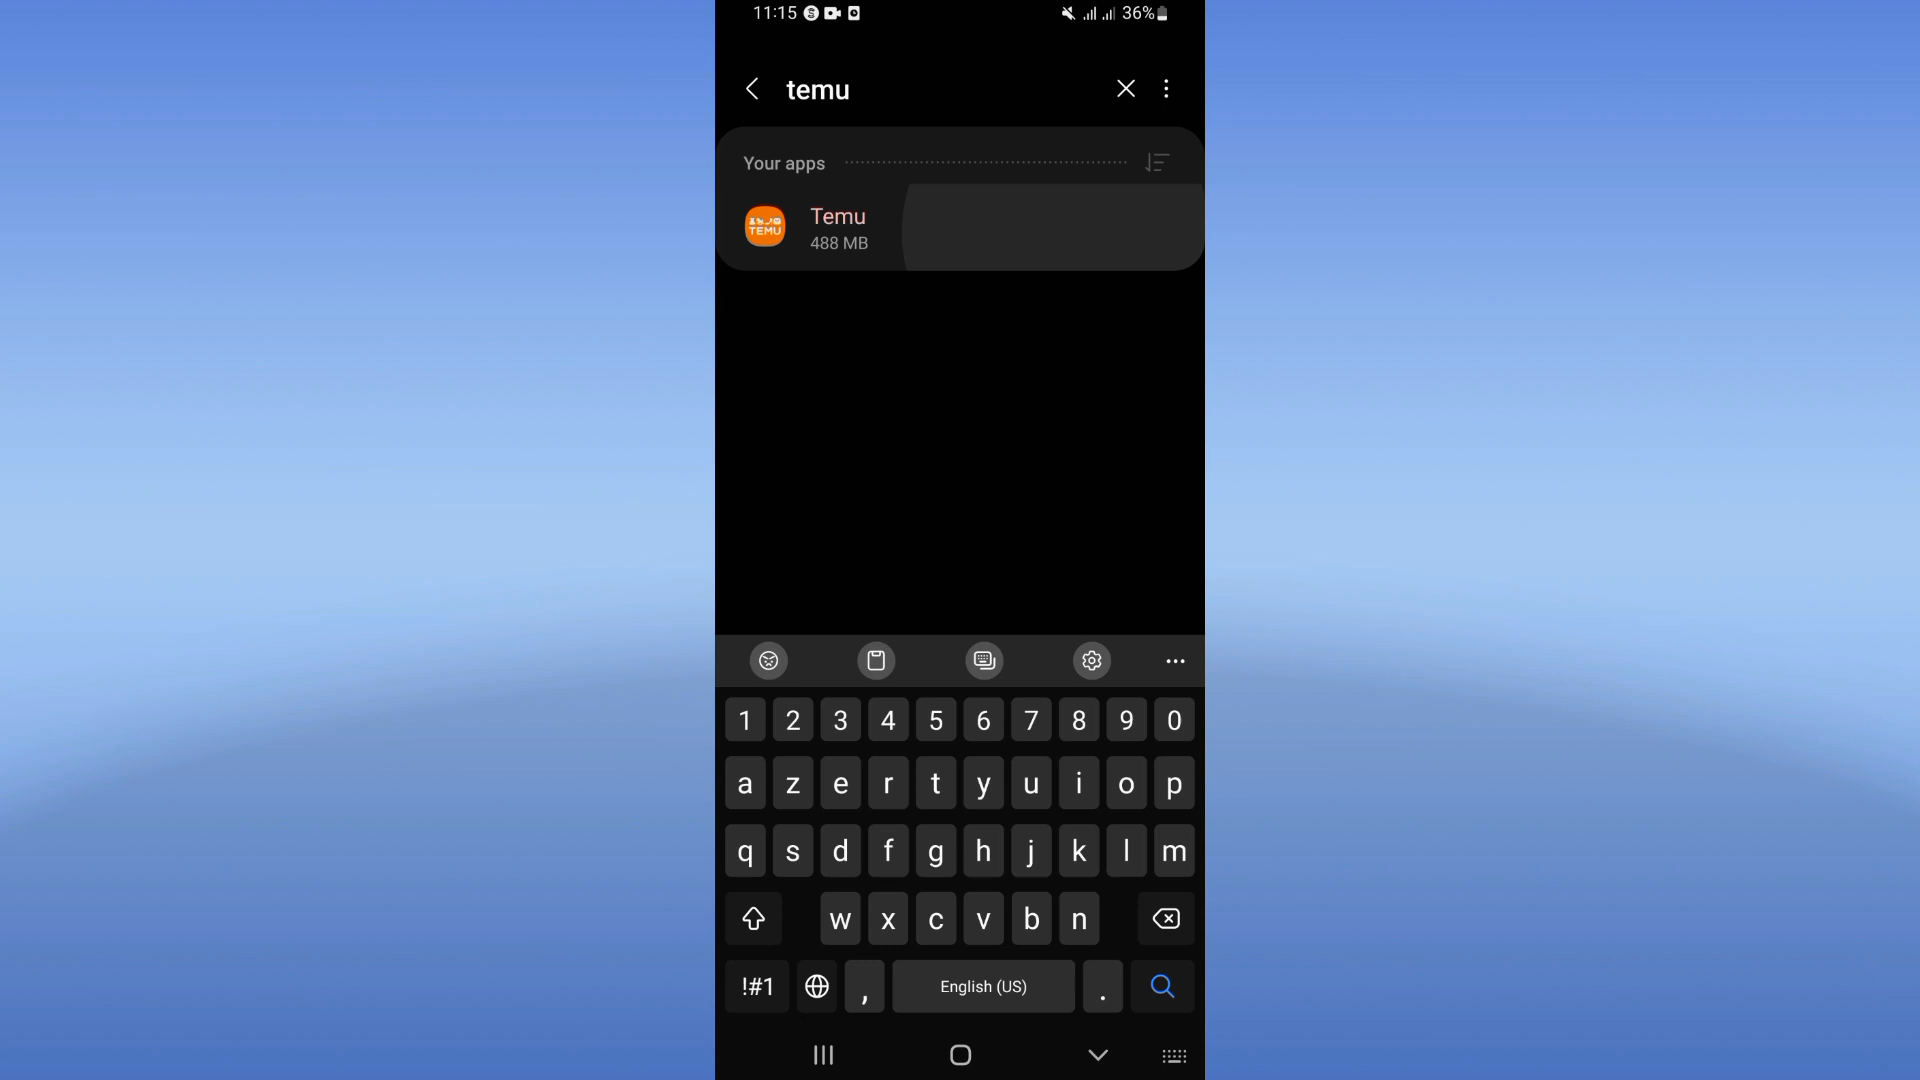 11:15 36%
temu
Your apps
TEMU
Temu
488 MB
1 2 3 4 5 6 7 8 9 0
a z e r t y u i o p
q s d f g h j k l m
w x c v b n
!#1 , English (US) .